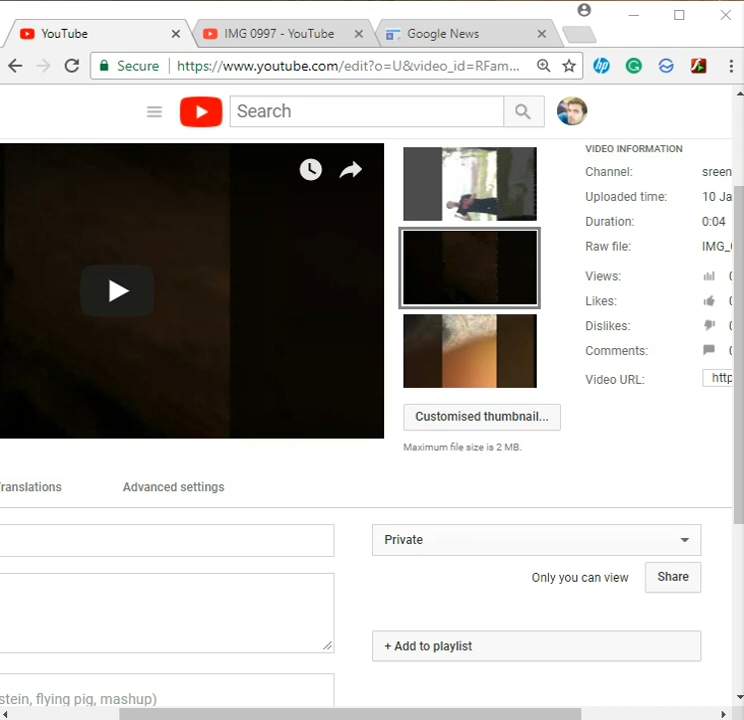 YouTube
IMG 0997 - YouTube
Google News
Secure
https://www.youtube.com/edit?o=U&video_id=RFam...
Search
VIDEO INFORMATION
Channel: sreen
Uploaded time: 10 Ja
Duration: 0:04
Raw file: IMG_
Views:
Likes:
Dislikes:
Comments:
Video URL: http
Customised thumbnail...
Maximum file size is 2 MB.
ranslations
Advanced settings
Private
Only you can view
Share
+ Add to playlist
stein, flying pig, mashup)